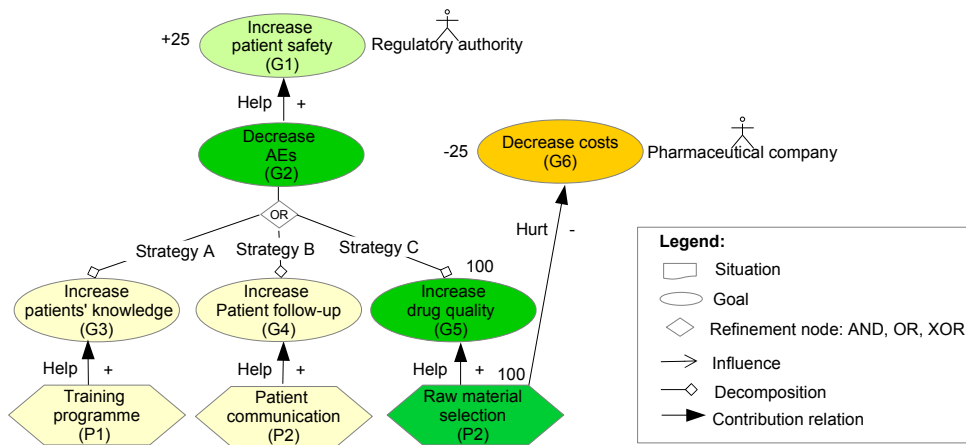 Increase
patient safety
(G1)
+25
Regulatory authority
Help +
Decrease
AEs
(G2)
-25
Decrease costs
(G6)
Pharmaceutical company
OR
Hurt -
Strategy A
Strategy B
Strategy C
100
Increase
patients' knowledge
(G3)
Increase
Patient follow-up
(G4)
Increase
drug quality
(G5)
Help +
Help +
Help +
100
Training
programme
(P1)
Patient
communication
(P2)
Raw material
selection
(P2)
Legend:
Situation
Goal
Refinement node: AND, OR, XOR
Influence
Decomposition
Contribution relation